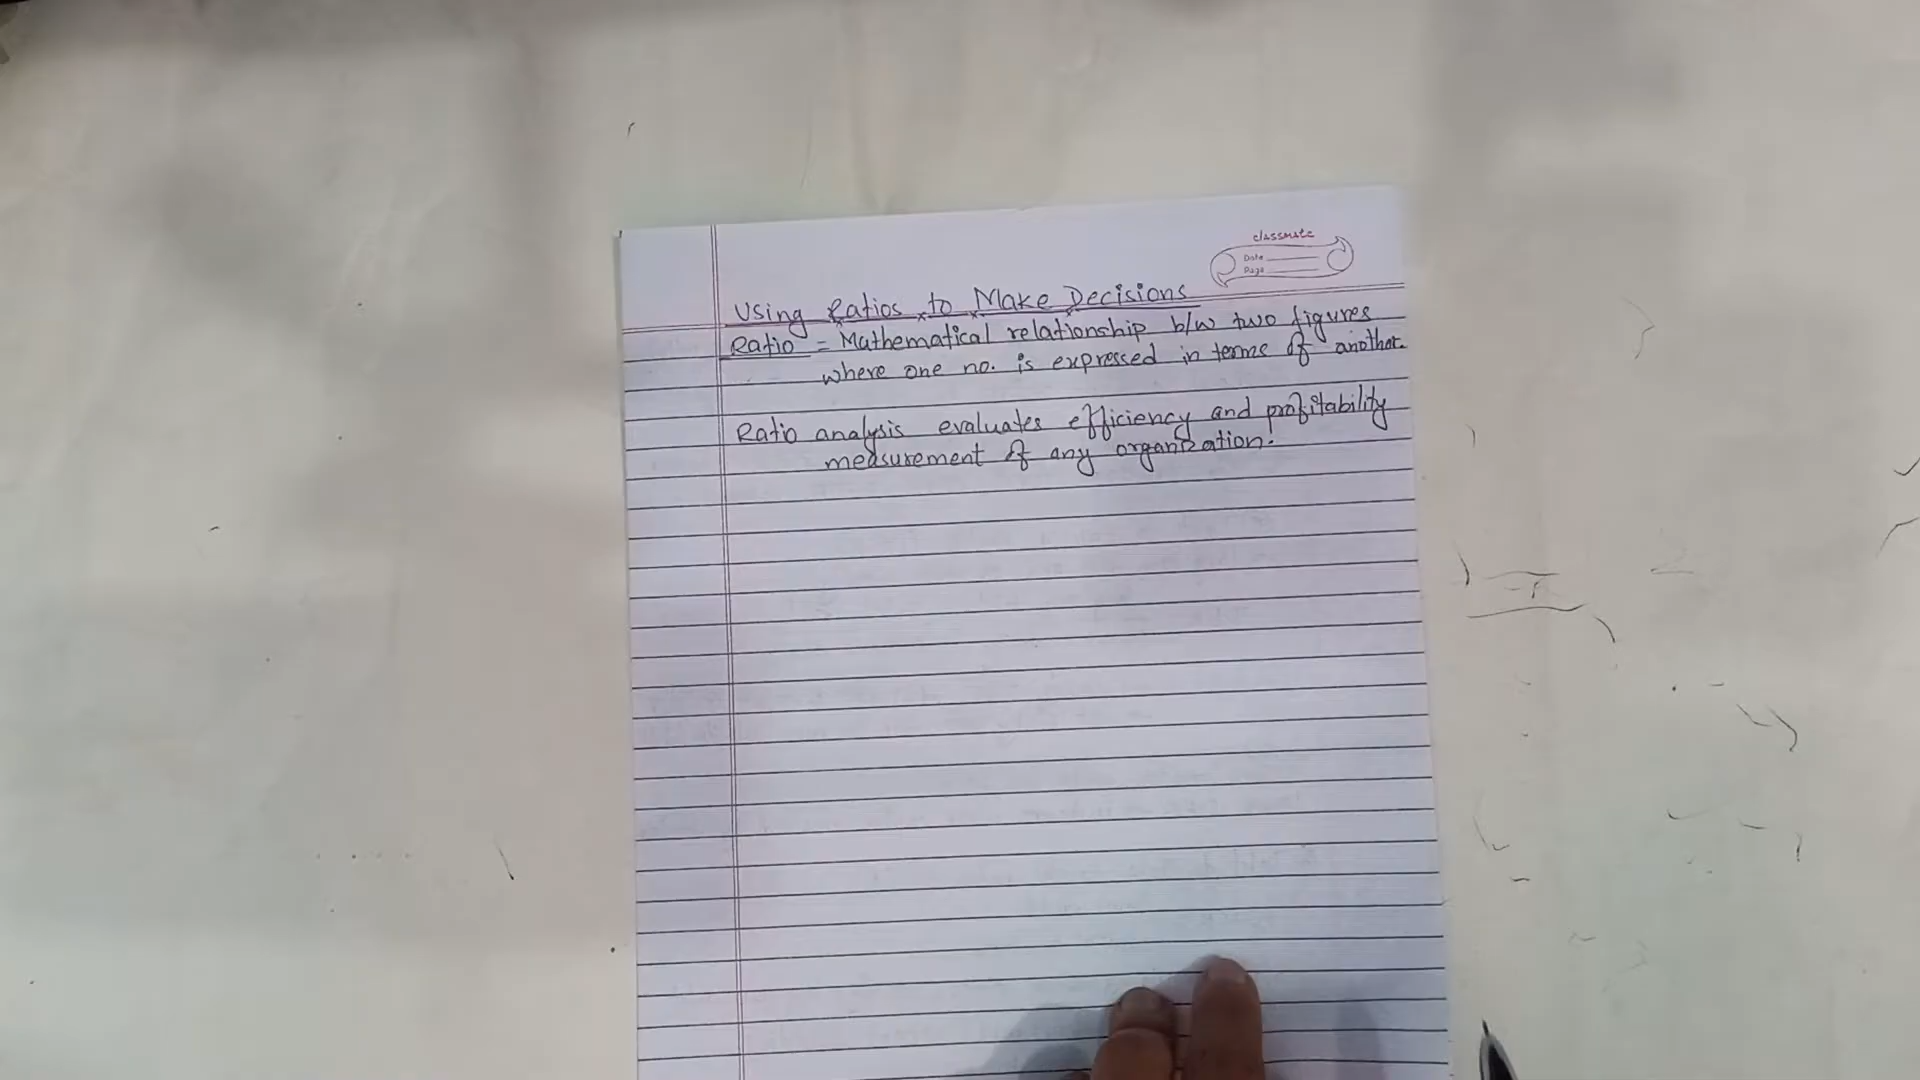 classmate
Date
Page
Using Ratios to Make Decisions
Ratio = Mathematical relationship b/w two figures
where one no. is expressed in terms of another.
Ratio analysis evaluates efficiency and profitability
measurement of any organization.